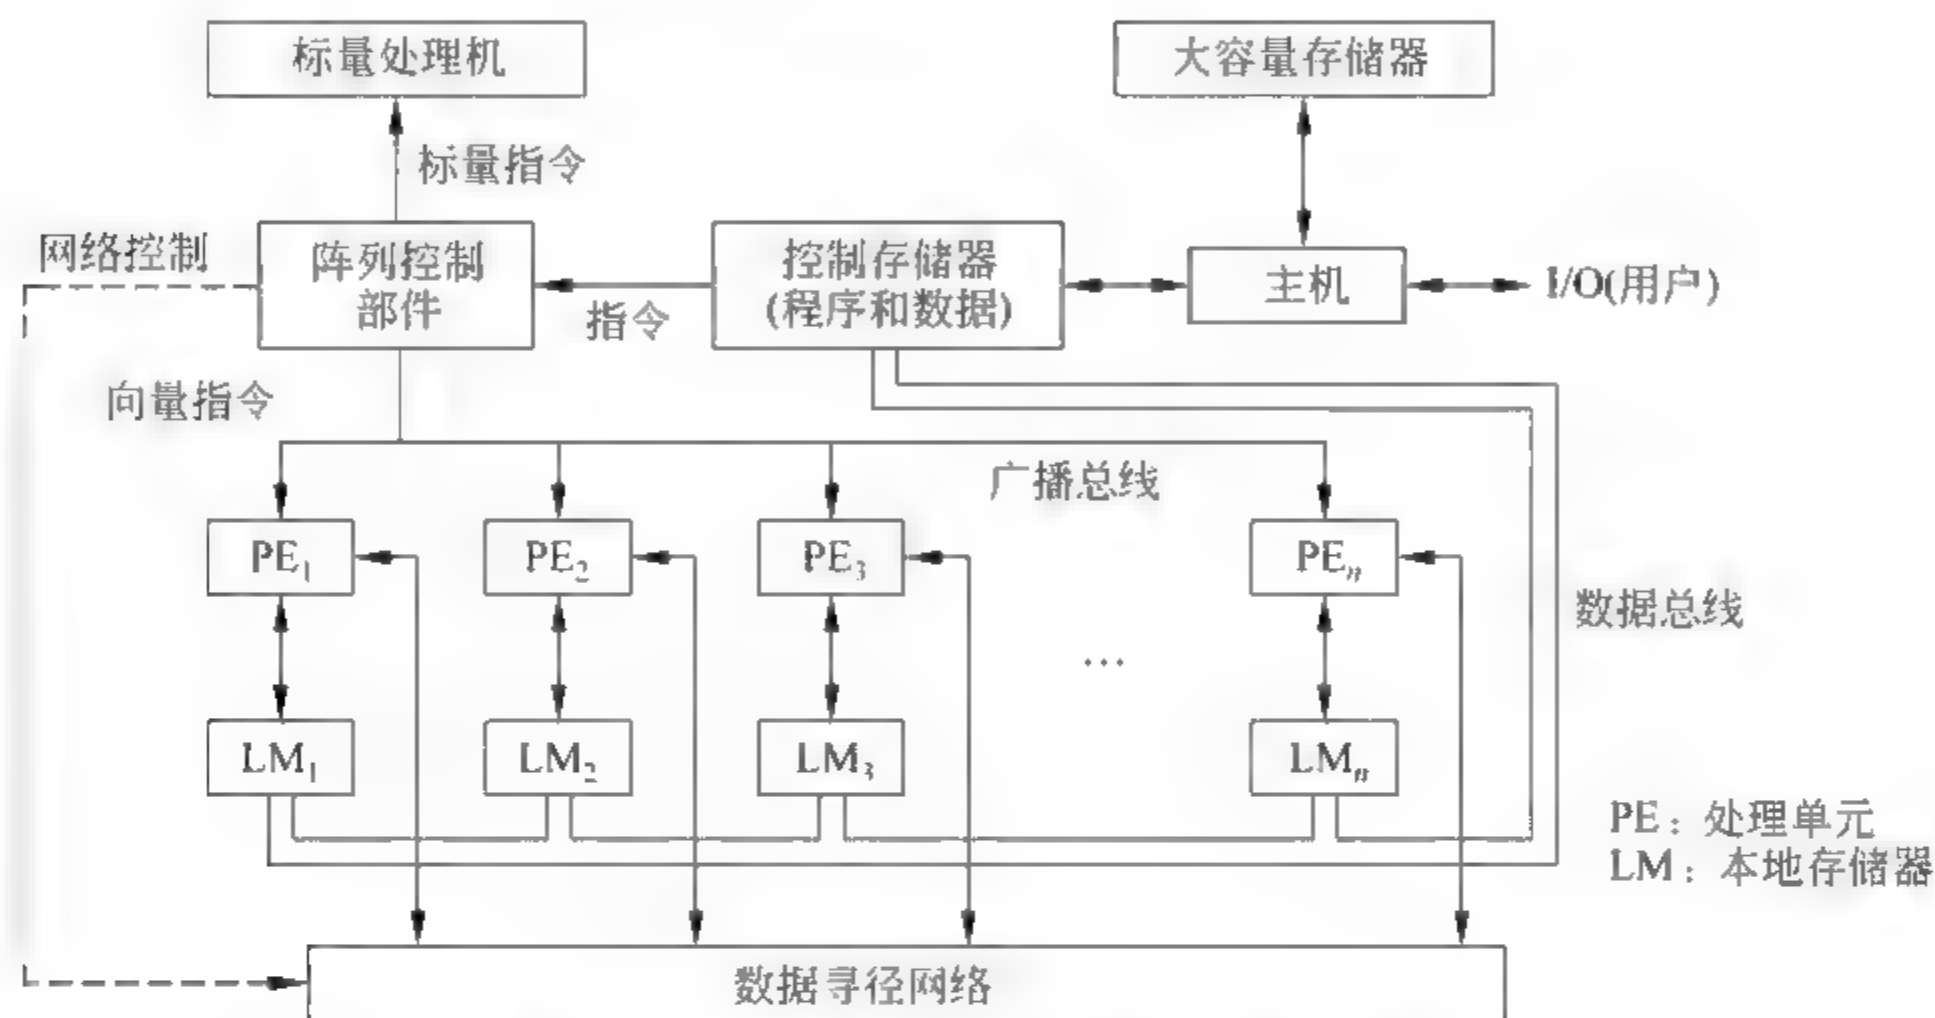 标量处理机
大容量存储器
标量指令
网络控制
阵列控制
部件
指令
控制存储器
(程序和数据)
主机
I/O(用户)
向量指令
广播总线
PE₁
PE₂
PE₃
PEₙ
数据总线
…
LM₁
LM₂
LM₃
LMₙ
PE：处理单元
LM：本地存储器
数据寻径网络